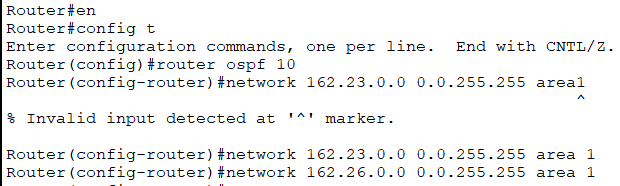 Router#en
Router#config t
Enter configuration commands, one per line.  End with CNTL/Z.
Router(config)#router ospf 10
Router(config-router)#network 162.23.0.0 0.0.255.255 area1
^
% Invalid input detected at '^' marker.
Router(config-router)#network 162.23.0.0 0.0.255.255 area 1
Router(config-router)#network 162.26.0.0 0.0.255.255 area 1